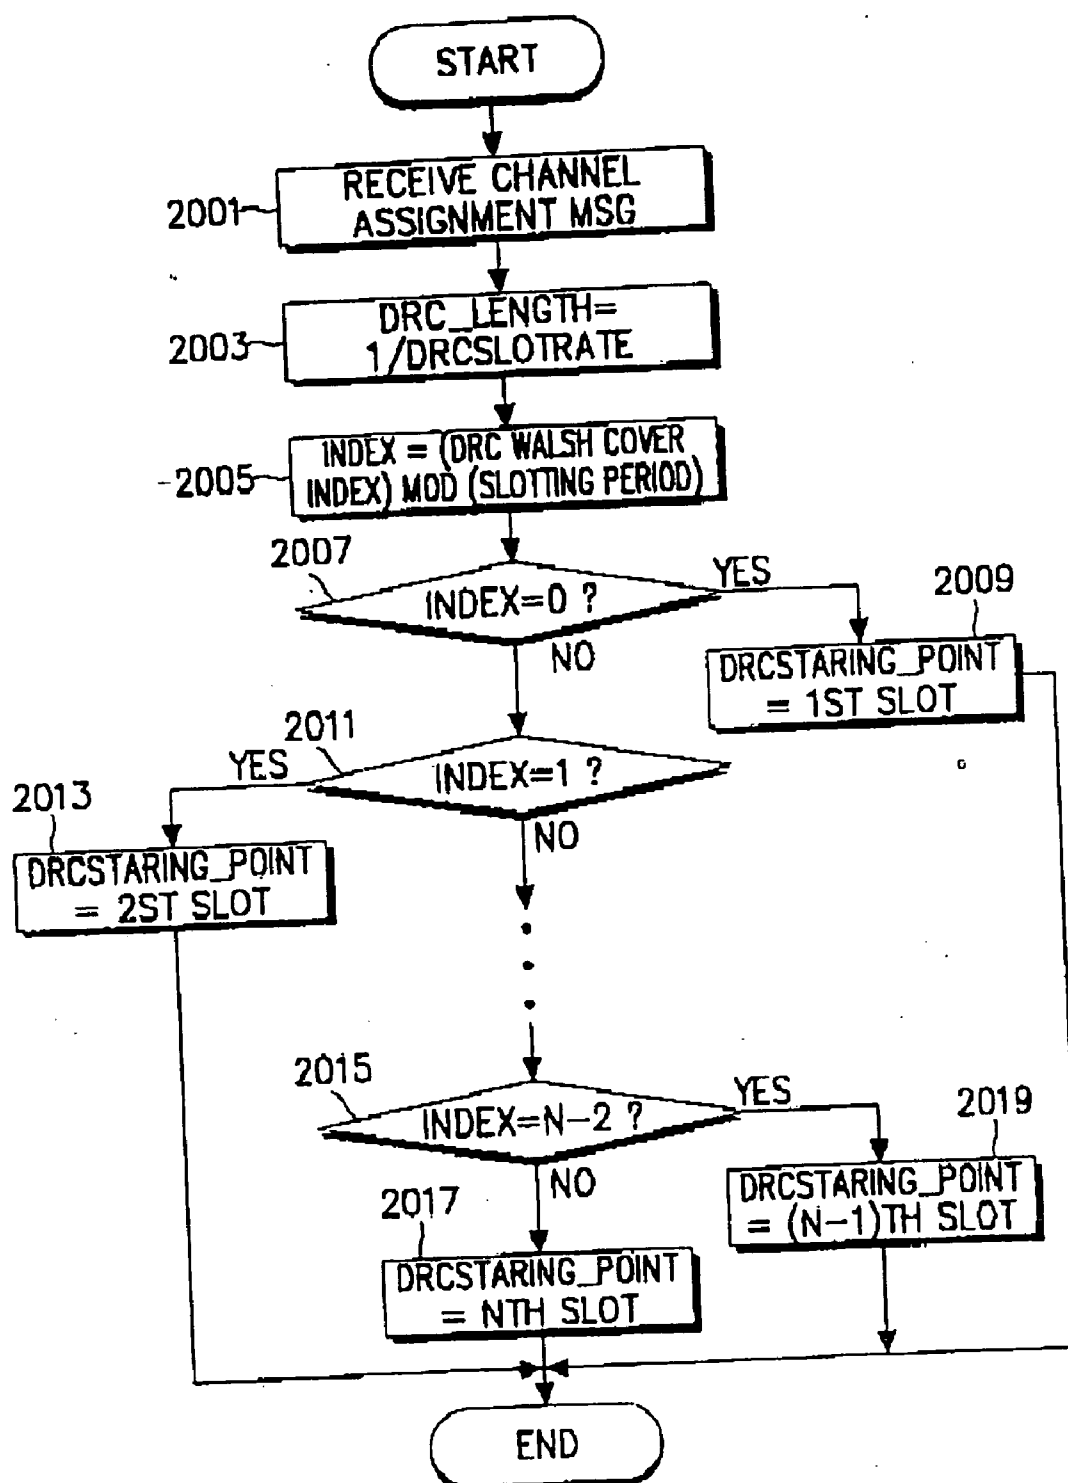 START
RECEIVE CHANNEL
ASSIGNMENT MSG
2001
DRC_LENGTH=
1/DRCSLOTRATE
2003
INDEX = (DRC WALSH COVER
INDEX) MOD (SLOTTING PERIOD)
2005
2007
INDEX=0 ?
YES
NO
2009
DRCSTARING_POINT
= 1ST SLOT
2011
INDEX=1 ?
YES
NO
2013
DRCSTARING_POINT
= 2ST SLOT
2015
INDEX=N-2 ?
YES
NO
2019
DRCSTARING_POINT
= (N-1)TH SLOT
2017
DRCSTARING_POINT
= NTH SLOT
END